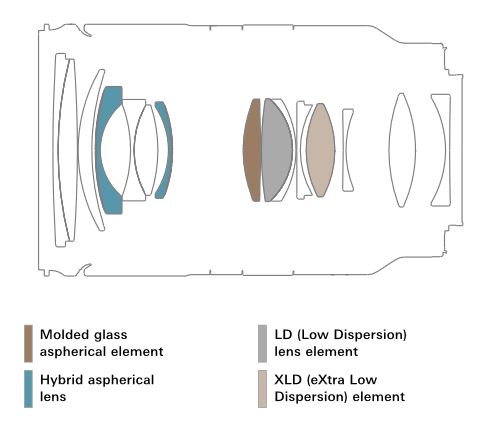 Molded glass
aspherical element
LD (Low Dispersion)
lens element
Hybrid aspherical
lens
XLD (eXtra Low
Dispersion) element